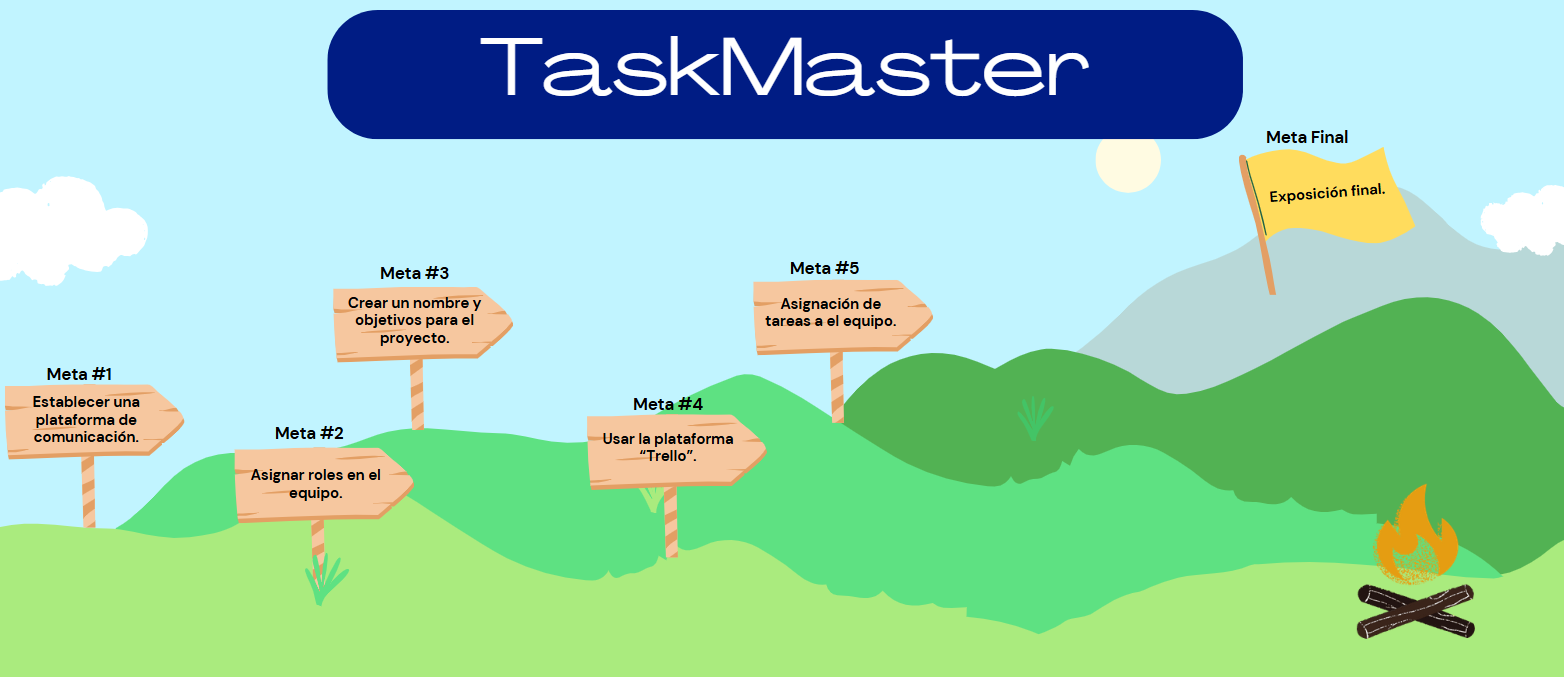 TaskMaster
Meta #1
Establecer una
plataforma de
comunicación.
Meta #2
Asignar roles en el
equipo.
Meta #3
Crear un nombre y
objetivos para el
proyecto.
Meta #4
Usar la plataforma
“Trello”.
Meta #5
Asignación de
tareas a el equipo.
Meta Final
Exposición final.